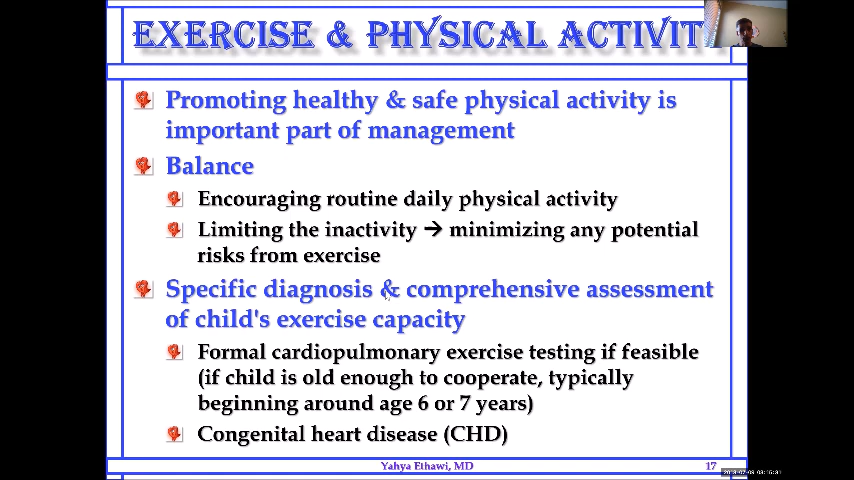 EXERCISE & PHYSICAL ACTIVIT
Promoting healthy & safe physical activity is
important part of management
Balance
Encouraging routine daily physical activity
Limiting the inactivity → minimizing any potential
risks from exercise
Specific diagnosis & comprehensive assessment
of child's exercise capacity
Formal cardiopulmonary exercise testing if feasible
(if child is old enough to cooperate, typically
beginning around age 6 or 7 years)
Congenital heart disease (CHD)
Yahya Ethawi, MD
17